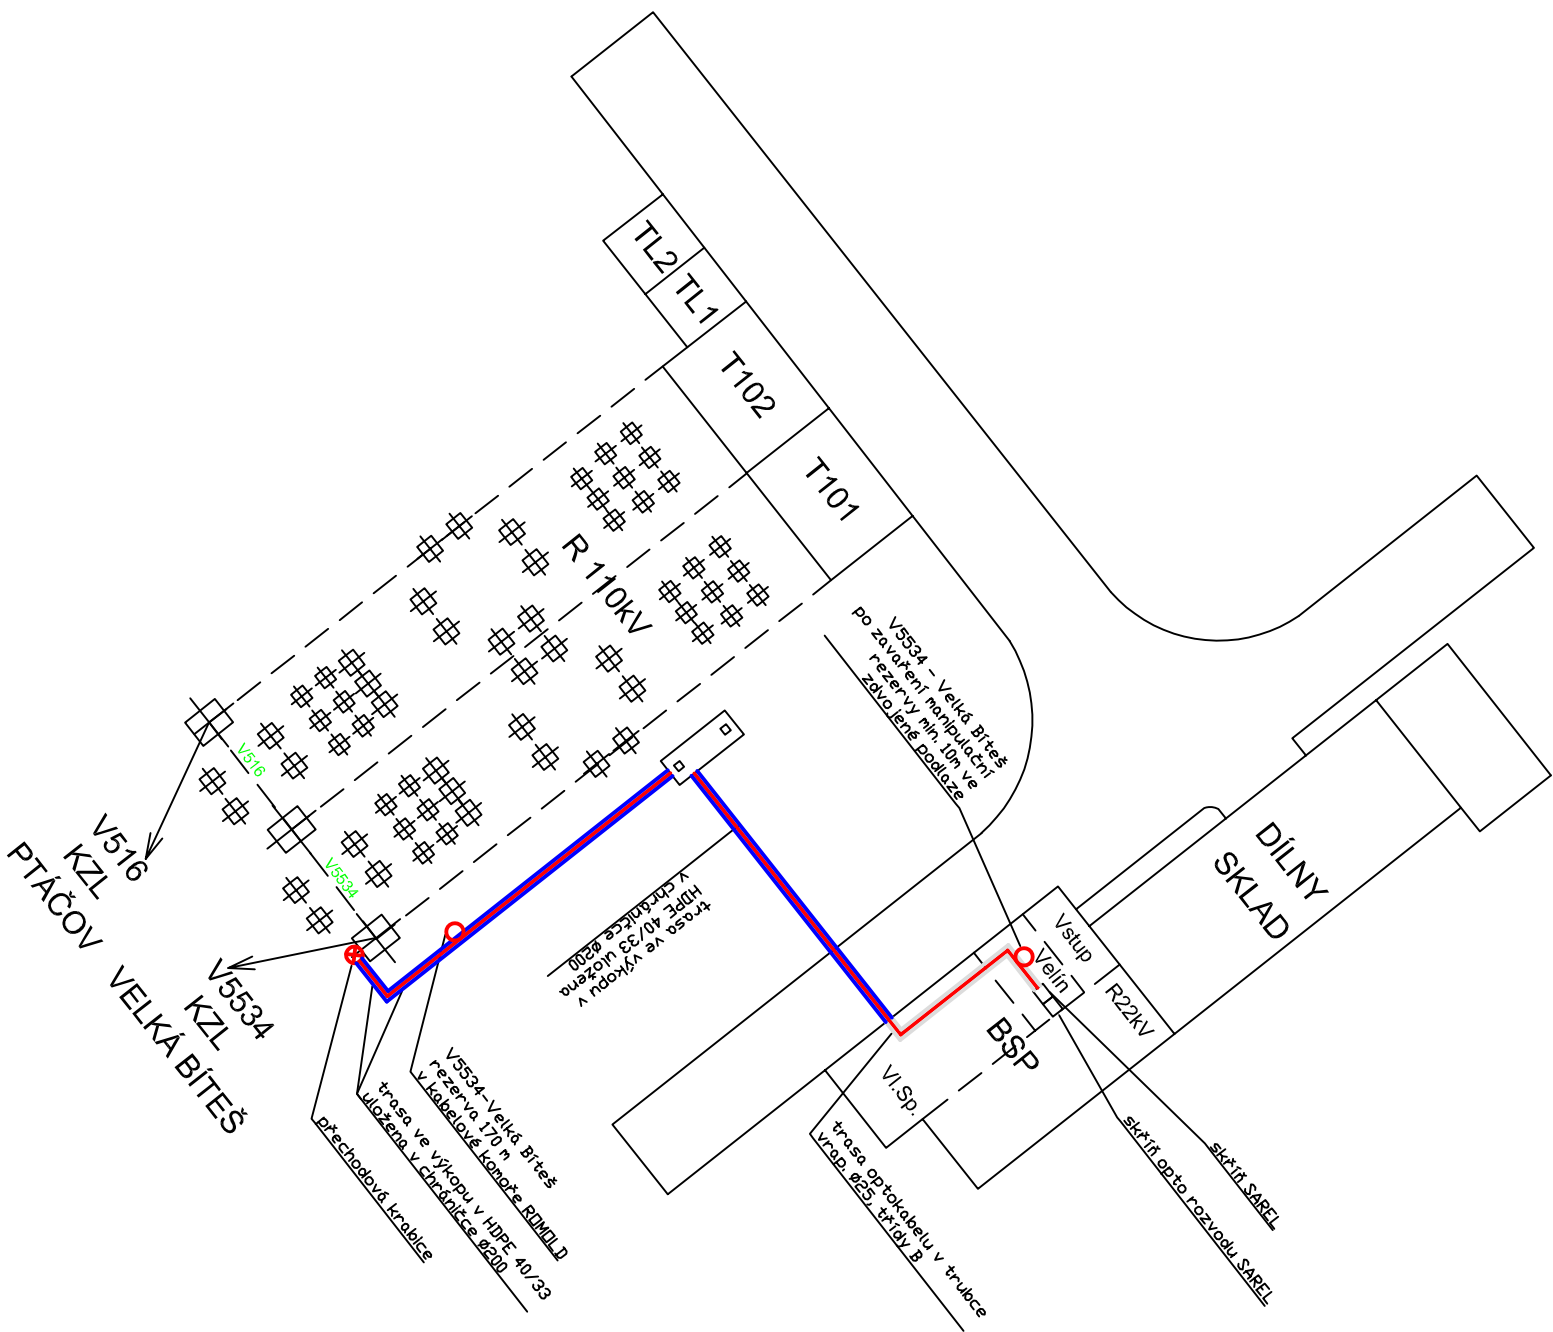 TL2
TL1
T102
T101
R 110kV
V5534 - Velká Bíteš
po zavaření manipulační
rezervy min. 10m ve
zdvojené podlaze
V516
V5534
V516
KZL
PTÁČOV
V5534
KZL
VELKÁ BÍTEŠ
trasa ve výkopu v
HDPE 40/33 uložena
v chráničce ø200
DÍLNY
SKLAD
Vstup
Velín
R22kV
BSP
Vl.Sp.
V5534-Velká Bíteš
rezerva 170 m
v kabelové komoře ROMOLD
trasa ve výkopu v HDPE 40/33
uložena v chráničce ø200
přechodová krabice
trasa optokabelu v trubce
vrap. ø25, třídy B
skříň SAREL
skříň opto rozvodu SAREL